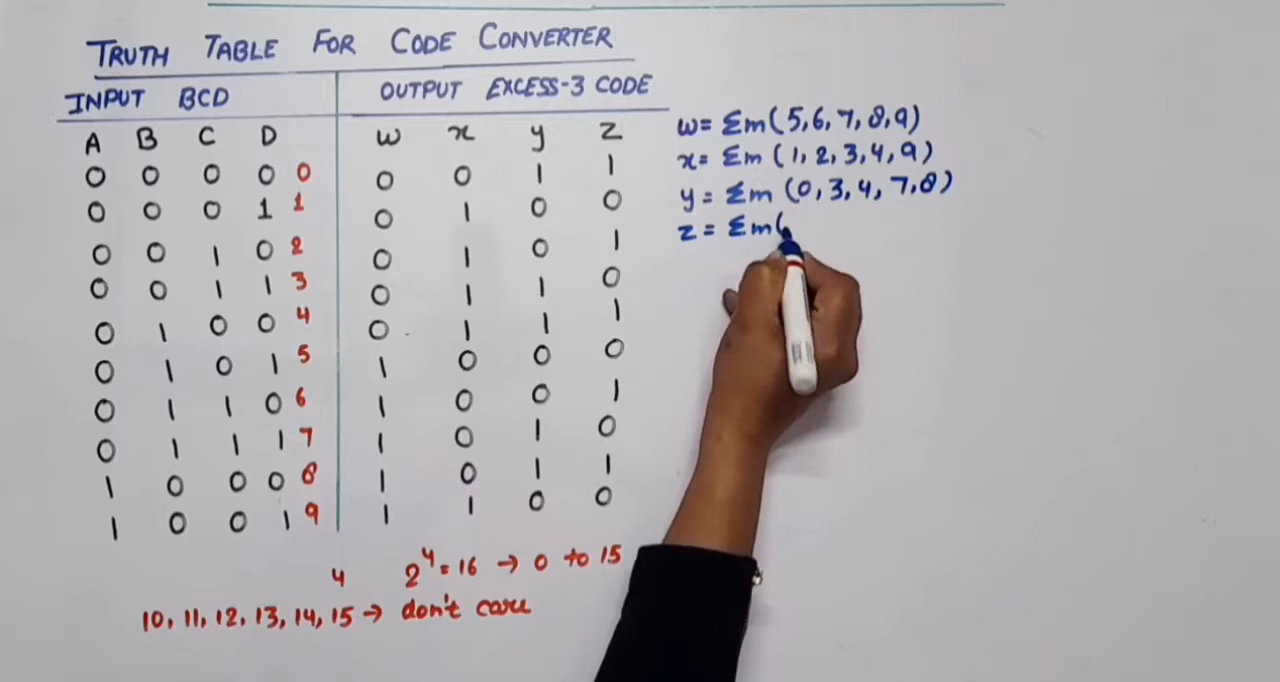 TRUTH TABLE FOR CODE CONVERTER
INPUT BCD OUTPUT EXCESS-3 CODE
A B C D w x y z
0 0 0 0 0 0 0 1 1
0 0 0 1 1 0 1 0 0
0 0 1 0 2 0 1 0 1
0 0 1 1 3 0 1 1 0
0 1 0 0 4 0 1 1 1
0 1 0 1 5 1 0 0 0
0 1 1 0 6 1 0 0 1
0 1 1 1 7 1 0 1 0
1 0 0 0 8 1 0 1 1
1 0 0 1 9 1 1 0 0
w= Σm(5,6,7,8,9)
x= Σm (1,2,3,4,9)
y= Σm (0,3,4,7,8)
z= Σm(
4 2⁴=16 → 0 to 15
10, 11, 12, 13, 14, 15 → don't care